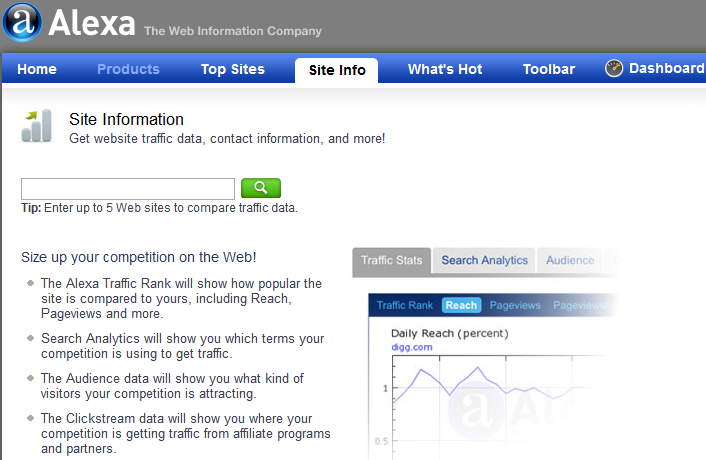 a Alexa The Web Information Company
Home Products Top Sites Site Info What's Hot Toolbar Dashboard
Site Information
Get website traffic data, contact information, and more!
Tip: Enter up to 5 Web sites to compare traffic data.
Size up your competition on the Web!
The Alexa Traffic Rank will show how popular the
site is compared to yours, including Reach,
Pageviews and more.
Search Analytics will show you which terms your
competition is using to get traffic.
The Audience data will show you what kind of
visitors your competition is attracting.
The Clickstream data will show you where your
competition is getting traffic from affiliate programs
and partners.
Traffic Stats Search Analytics Audience
Traffic Rank Reach Pageviews Pageviews/
Daily Reach (percent)
digg.com
1
0.5
a Al